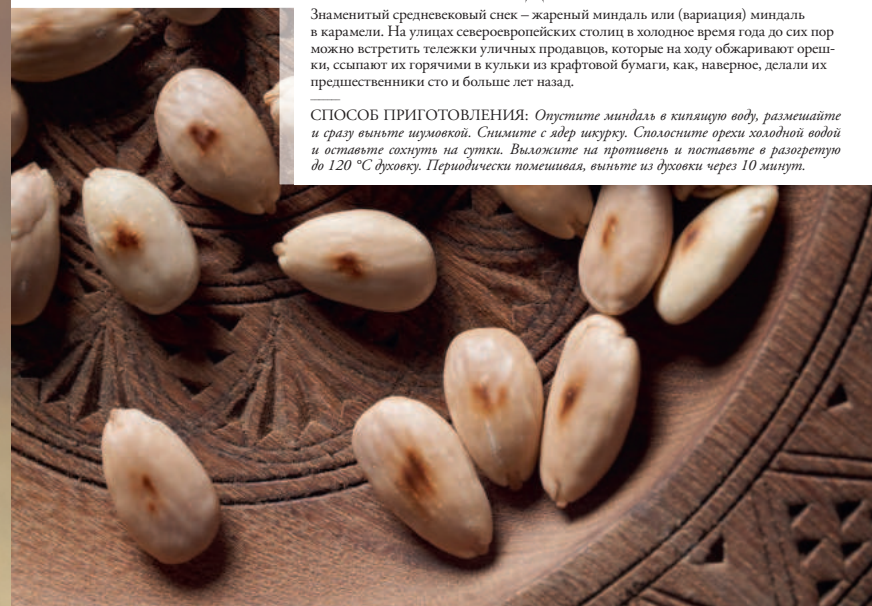 Знаменитый средневековый снек – жареный миндаль или (вариация) миндаль
в карамели. На улицах североевропейских столиц в холодное время года до сих пор
можно встретить тележки уличных продавцов, которые на ходу обжаривают ореш-
ки, ссыпают их горячими в кульки из крафтовой бумаги, как, наверное, делали их
предшественники сто и больше лет назад.
СПОСОБ ПРИГОТОВЛЕНИЯ: Опустите миндаль в кипящую воду, размешайте
и сразу выньте шумовкой. Снимите с ядер шкурку. Сполосните орехи холодной водой
и оставьте сохнуть на сутки. Выложите на противень и поставьте в разогретую
до 120 °С духовку. Периодически помешивая, выньте из духовки через 10 минут.